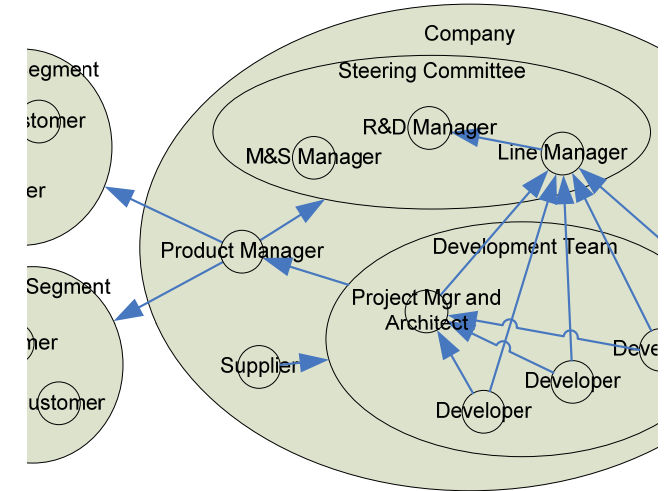 Company
egment
Steering Committee
stomer
R&D Manager
M&S Manager
Line Manager
er
Product Manager
Development Team
Segment
Project Mgr and
Architect
mer
Supplier
Deve
Developer
ustomer
Developer